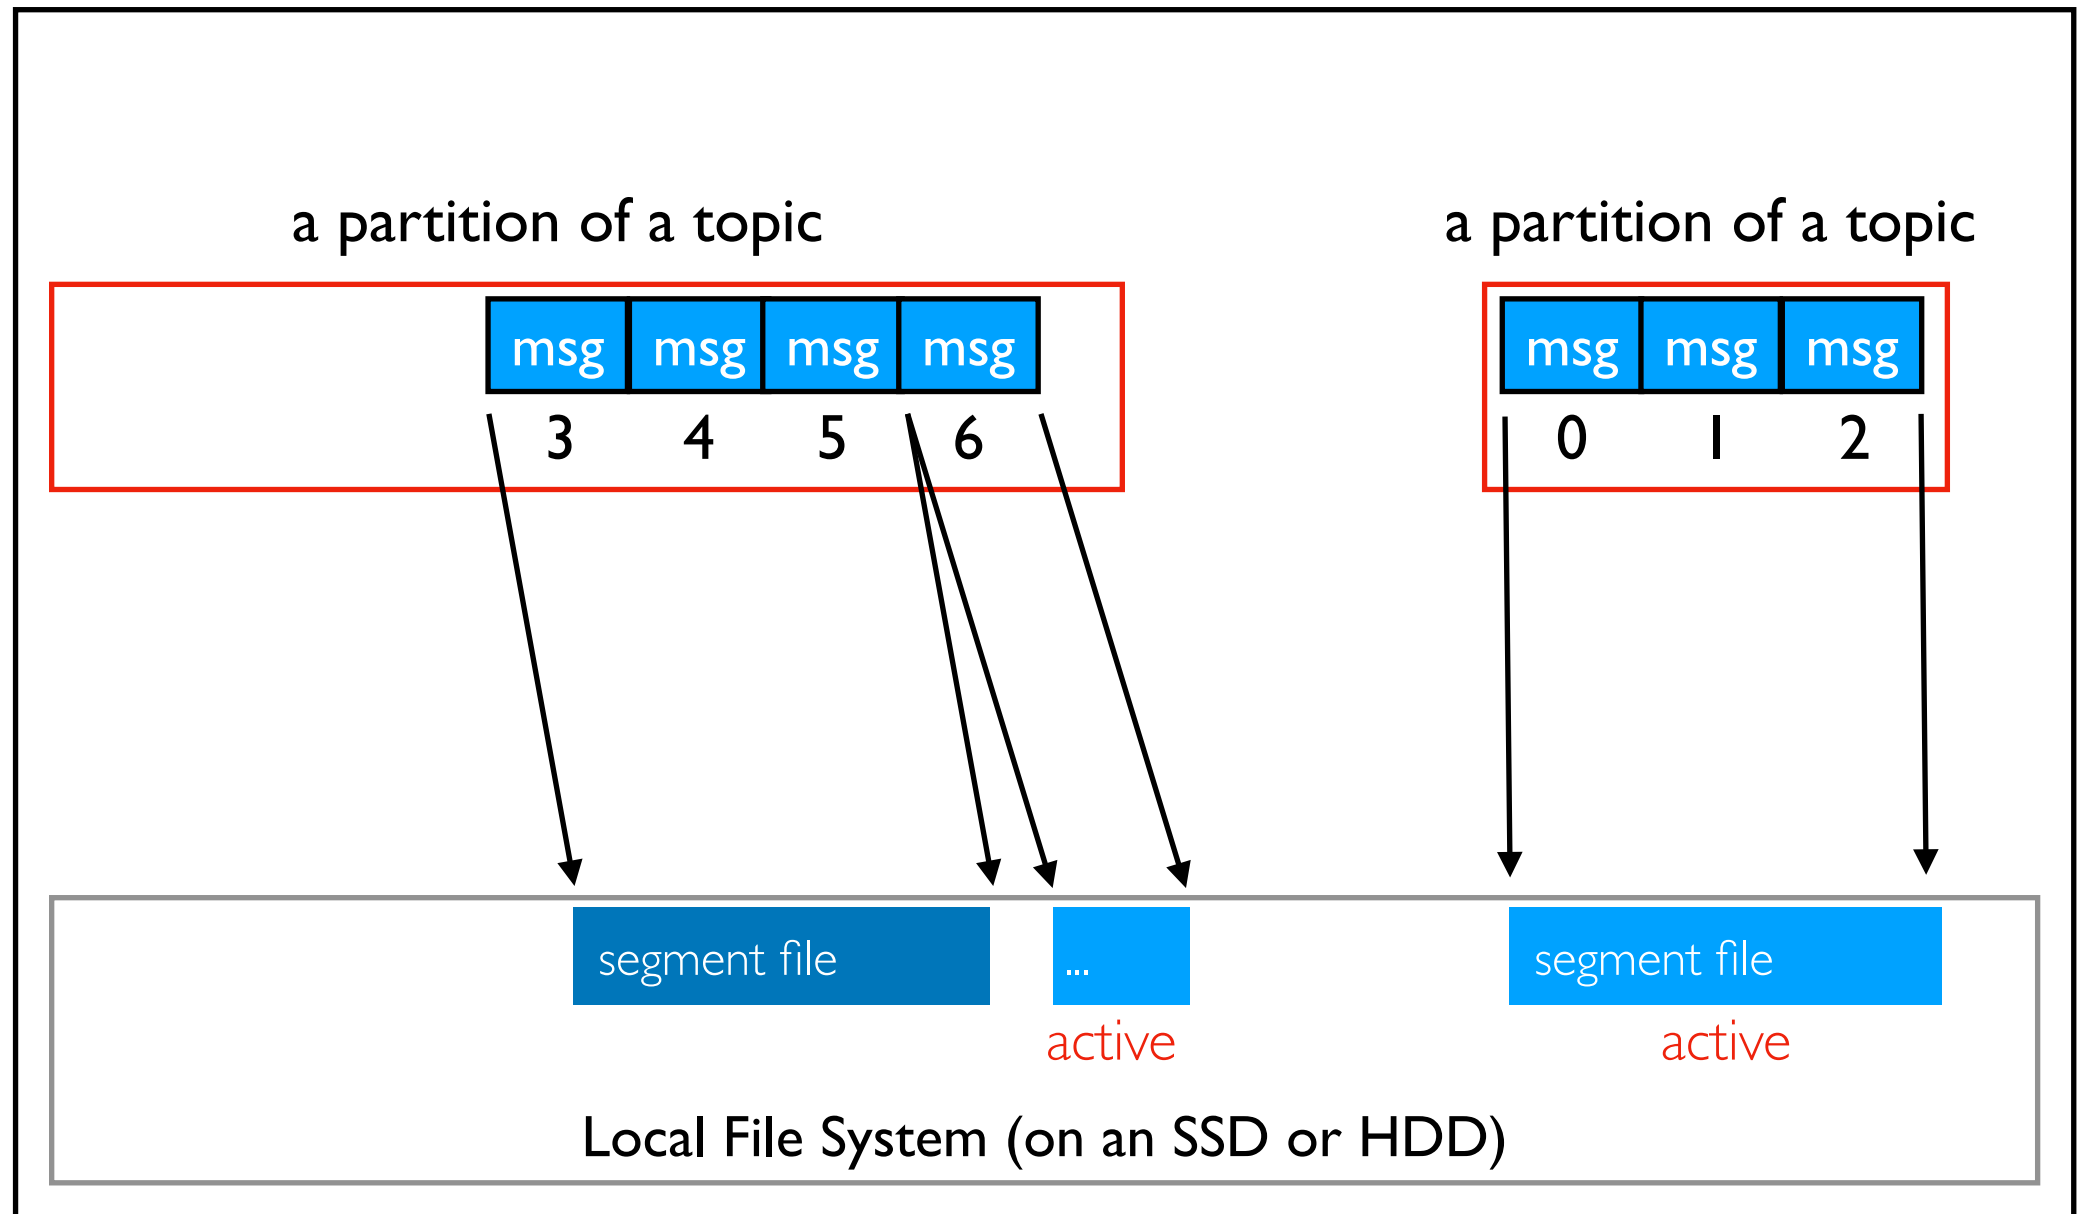 a partition of a topic
a partition of a topic
msg msg msg msg
msg msg msg
3 4 5 6
0 1 2
segment file
...
segment file
active
active
Local File System (on an SSD or HDD)